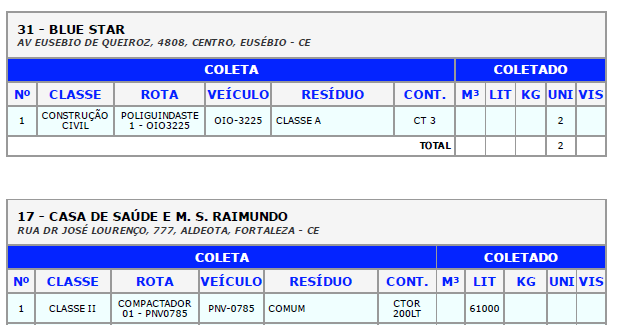 31 - BLUE STAR
AV EUSEBIO DE QUEIROZ, 4808, CENTRO, EUSÉBIO - CE
COLETA COLETADO
Nº CLASSE ROTA VEÍCULO RESÍDUO CONT. M³ LIT KG UNI VIS
1 CONSTRUÇÃO CIVIL POLIGUINDASTE 1 - OIO3225 OIO-3225 CLASSE A CT 3 2
TOTAL 2
17 - CASA DE SAÚDE E M. S. RAIMUNDO
RUA DR JOSÉ LOURENÇO, 777, ALDEOTA, FORTALEZA - CE
COLETA COLETADO
Nº CLASSE ROTA VEÍCULO RESÍDUO CONT. M³ LIT KG UNI VIS
1 CLASSE II COMPACTADOR 01 - PNV0785 PNV-0785 COMUM CTOR 200LT 61000